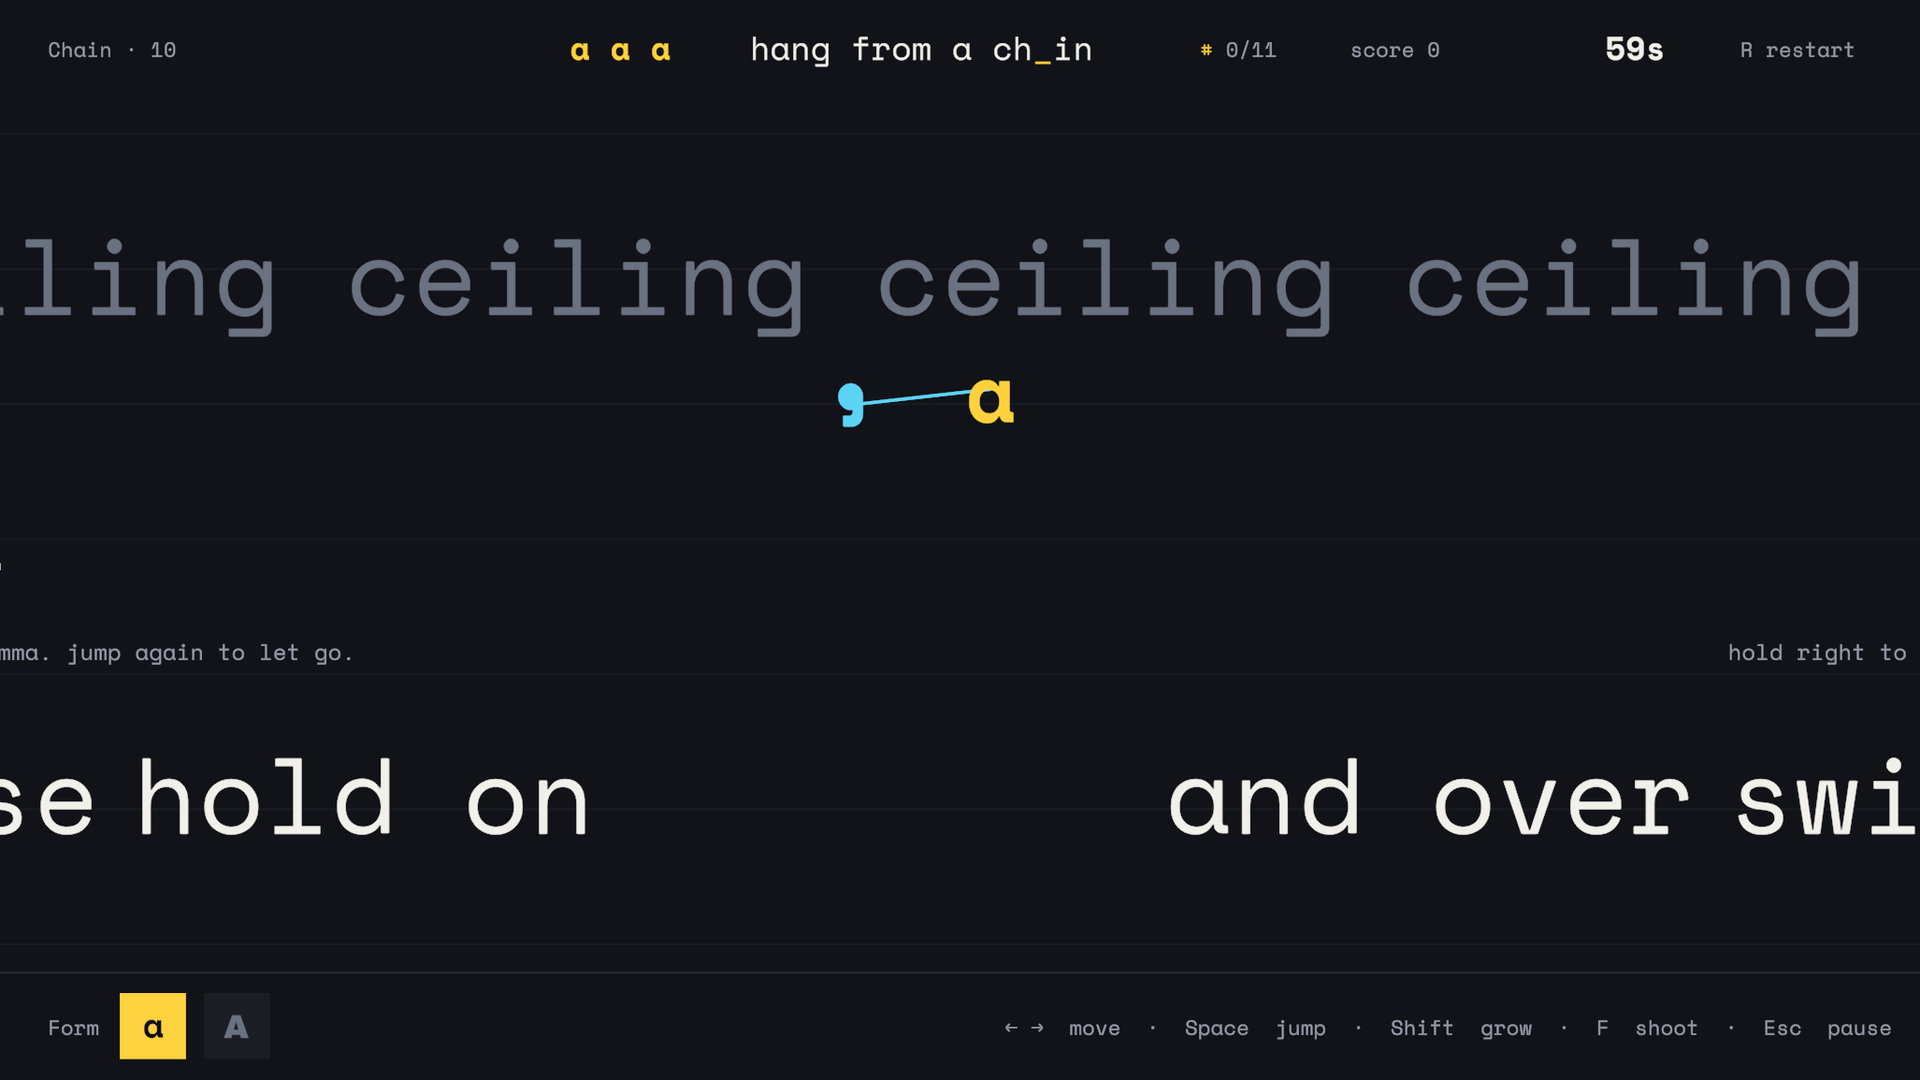 Chain · 10 a a a hang from a ch_in # 0/11 score 0 59s R restart
ling ceiling ceiling ceiling
, a
mma. jump again to let go. hold right to
se hold on and over swi
Form a A ← → move · Space jump · Shift grow · F shoot · Esc pause